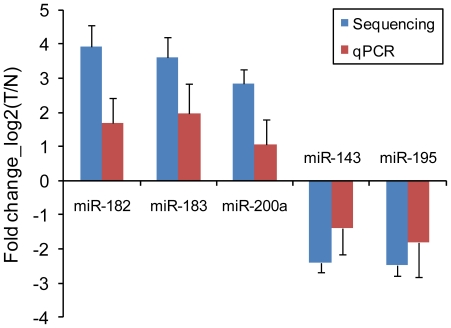 5
4
3
2
1
0
-1
-2
-3
-4
Fold change_log2(T/N)
Sequencing
qPCR
miR-143 miR-195
miR-182 miR-183 miR-200a